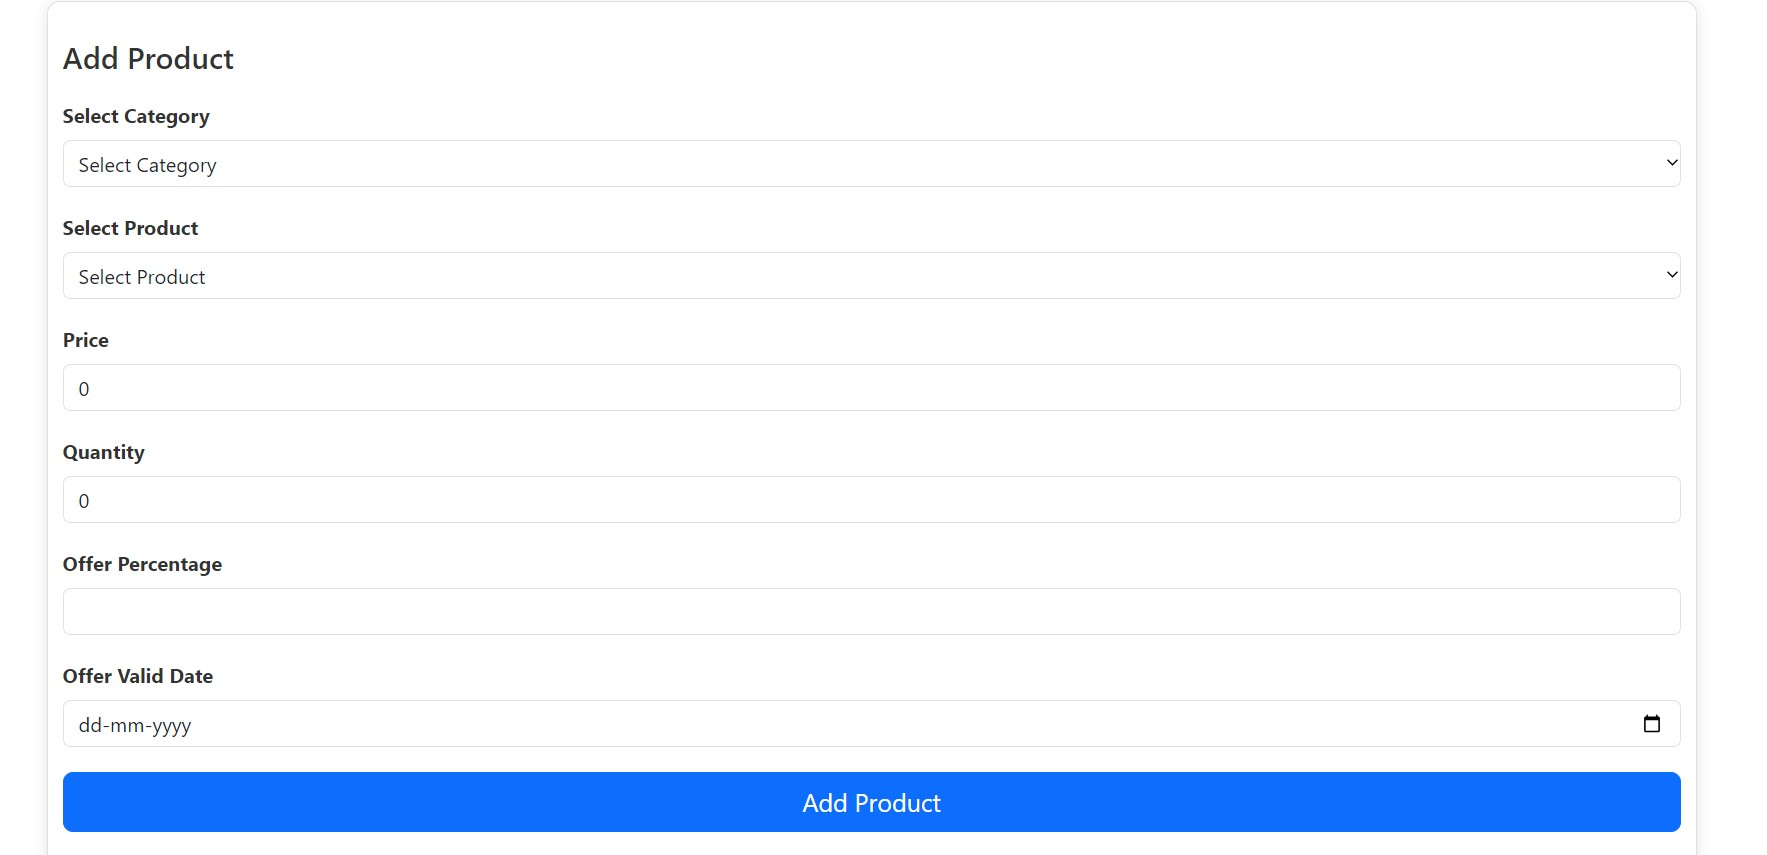 Add Product
Select Category
Select Category
Select Product
Select Product
Price
0
Quantity
0
Offer Percentage
Offer Valid Date
dd-mm-yyyy
Add Product